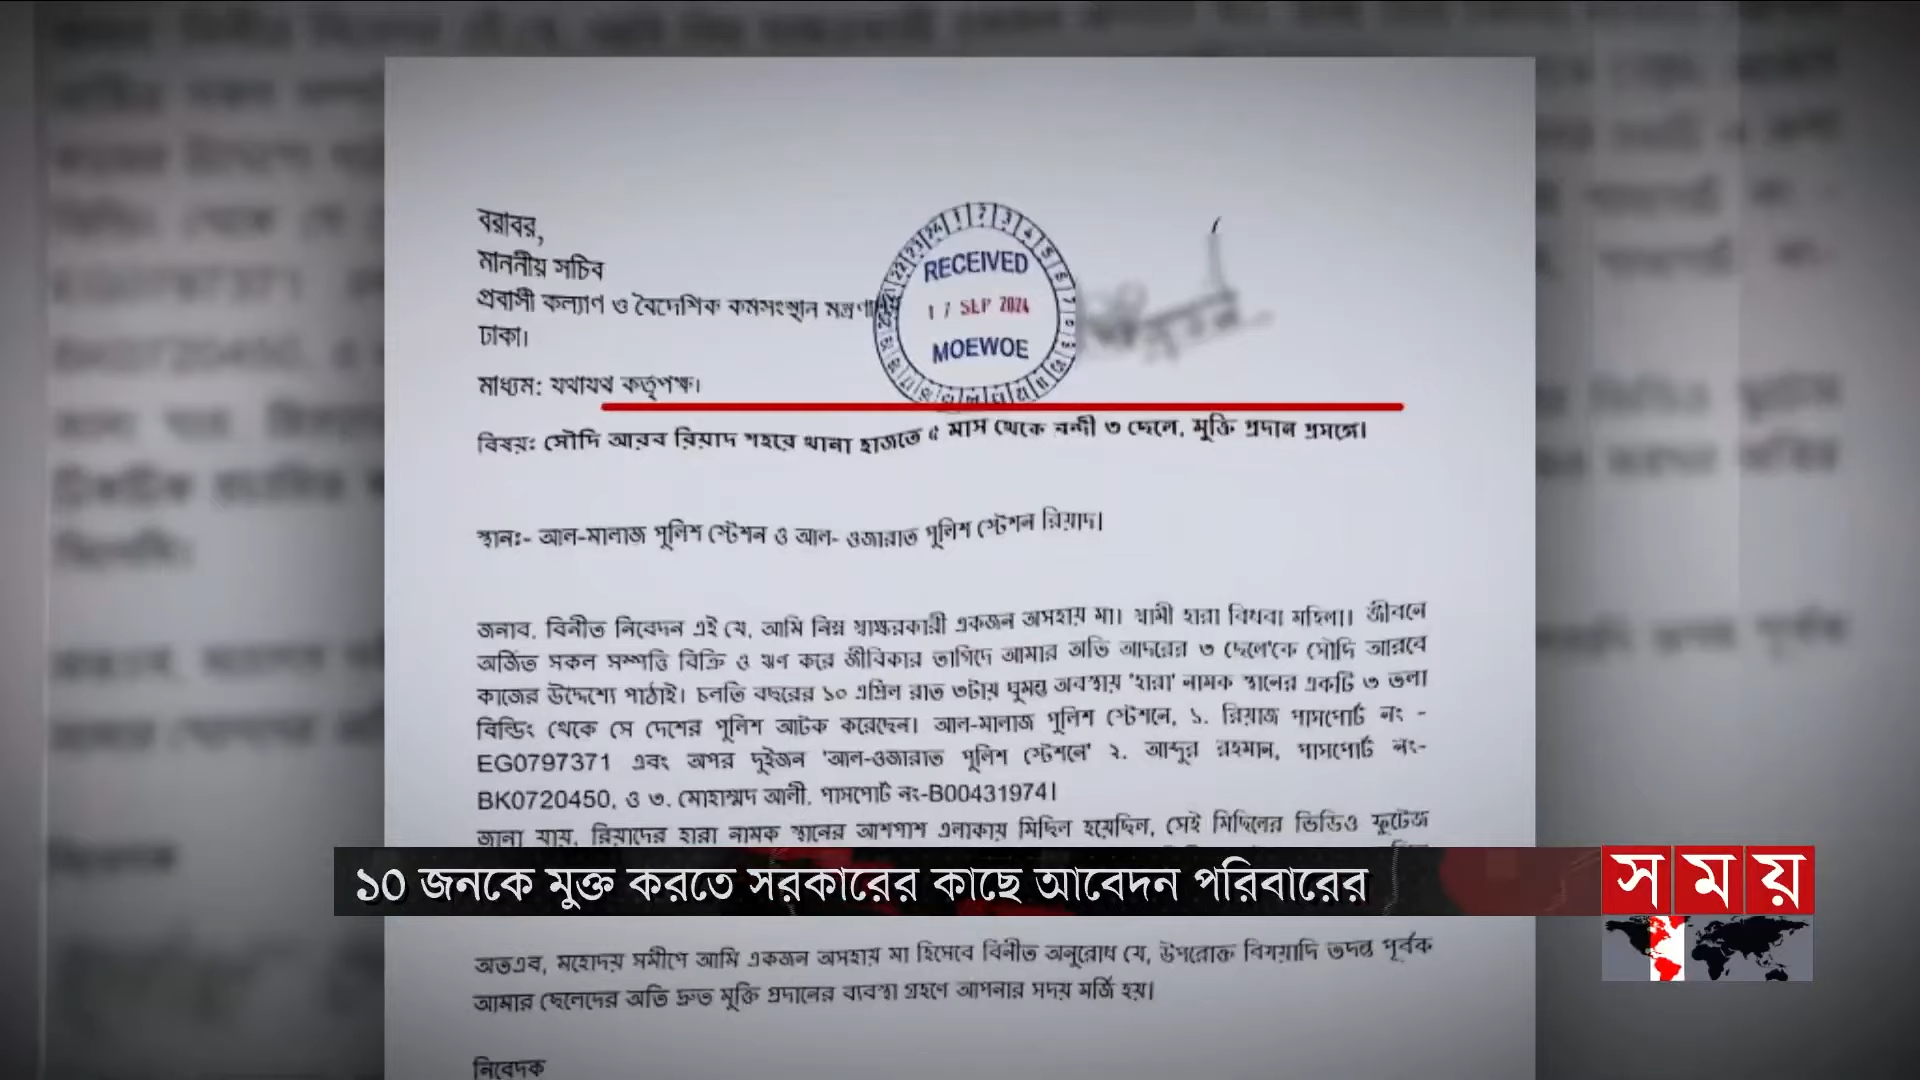 বরাবর,
মাননীয় সচিব
প্রবাসী কল্যাণ ও বৈদেশিক কর্মসংস্থান
ঢাকা।
RECEIVED
17 SEP 2024
MOEWOE
মাধ্যম: যথাযথ কর্তৃপক্ষ।
বিষয়: সৌদি আরব রিয়াদ শহরে থানা হাজতে ৫ মাস থেকে বন্দী ৩ ছেলে, মুক্তি প্রদান প্রসঙ্গে।
স্থান:- আল-মালাজ পুলিশ স্টেশন ও আল- ওজারাত পুলিশ স্টেশন রিয়াদ।
জনাব, বিনীত নিবেদন এই যে, আমি নিম্ন স্বাক্ষরকারী একজন অসহায় মা। স্বামী হারা বিধবা মহিলা। জীবনে
অর্জিত সকল সম্পত্তি বিক্রি ও ঋণ করে জীবিকার তাগিদে আমার অতি আদরের ৩ ছেলে'কে সৌদি আরবে
কাজের উদ্দেশ্যে পাঠাই। চলতি বছরের ১০ এপ্রিল রাত ৩টায় ঘুমন্ত অবস্থায় 'হারা' নামক স্থানের একটি ৩ তলা
বিল্ডিং থেকে সে দেশের পুলিশ আটক করেছেন। আল-মালাজ পুলিশ স্টেশনে, ১. রিয়াজ পাসপোর্ট নং -
EG0797371 এবং অপর দুইজন 'আল-ওজারাত পুলিশ স্টেশনে' ২. আব্দুর রহমান, পাসপোর্ট নং-
BK0720450, ও ৩. মোহাম্মদ আলী, পাসপোর্ট নং-B00431974।
জানা যায়, রিয়াদের হারা নামক স্থানের আশপাশ এলাকায় মিছিল হয়েছিল, সেই মিছিলের ভিডিও ফুটেজ
১০ জনকে মুক্ত করতে সরকারের কাছে আবেদন পরিবারের
সময়
অতএব, মহোদয় সমীপে আমি একজন অসহায় মা হিসেবে বিনীত অনুরোধ যে, উপরোক্ত বিষয়াদি তদন্ত পূর্বক
আমার ছেলেদের অতি দ্রুত মুক্তি প্রদানের ব্যবস্থা গ্রহণে আপনার সদয় মর্জি হয়।
নিবেদক